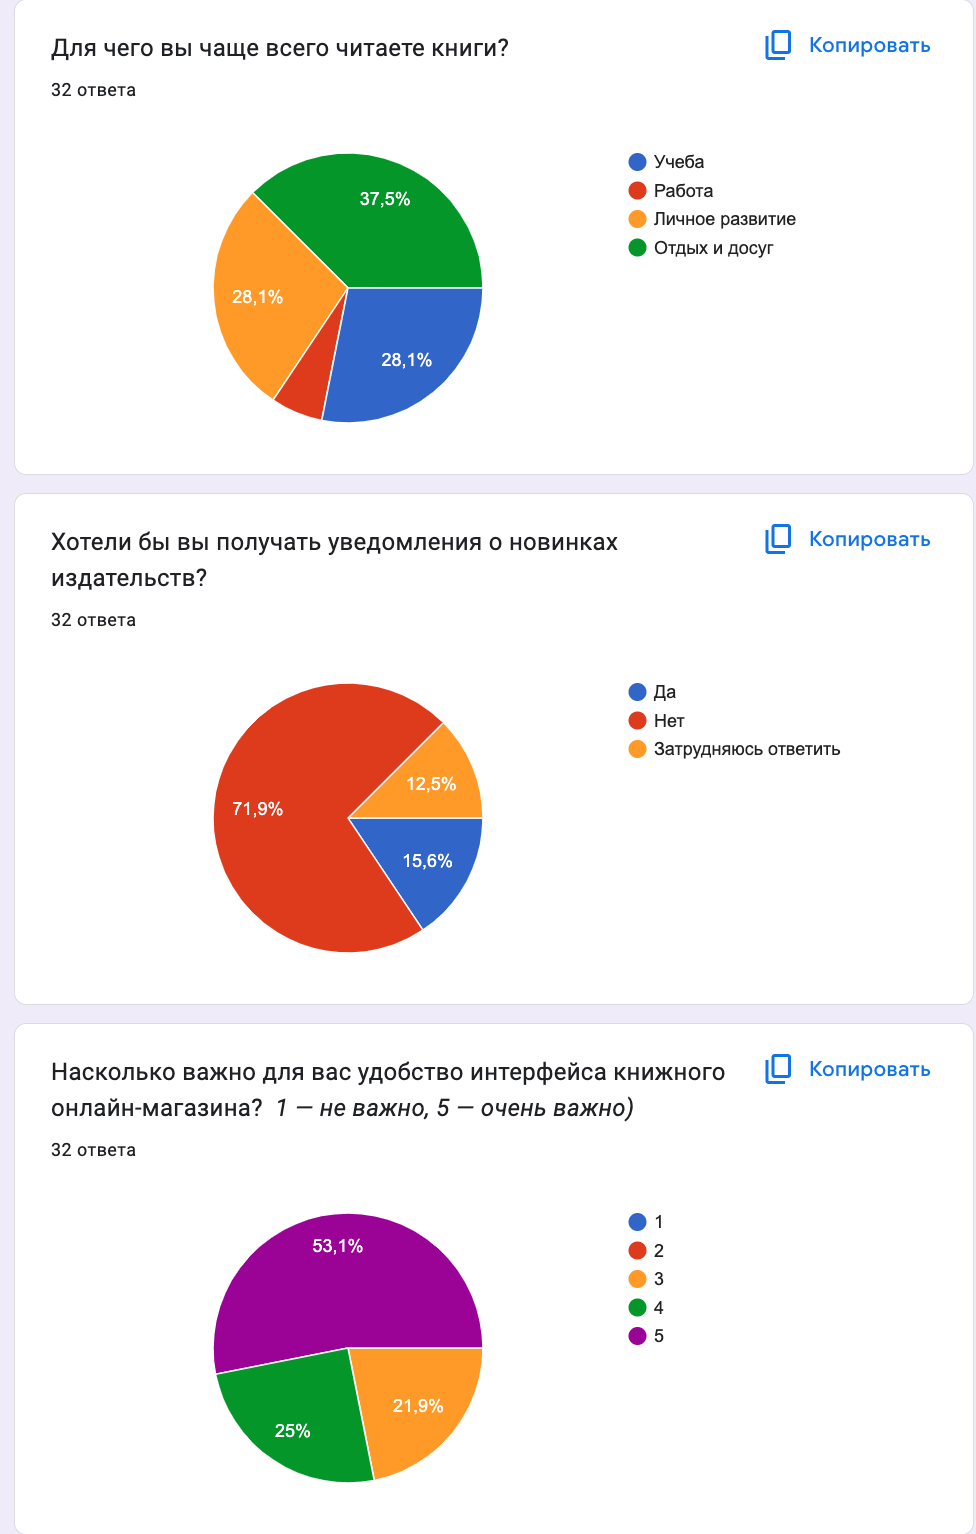 Для чего вы чаще всего читаете книги?
Копировать
32 ответа
37,5%
28,1%
28,1%
Учеба
Работа
Личное развитие
Отдых и досуг
Хотели бы вы получать уведомления о новинках
издательств?
Копировать
32 ответа
12,5%
71,9%
15,6%
Да
Нет
Затрудняюсь ответить
Насколько важно для вас удобство интерфейса книжного
онлайн-магазина? 1 — не важно, 5 — очень важно)
Копировать
32 ответа
53,1%
21,9%
25%
1
2
3
4
5